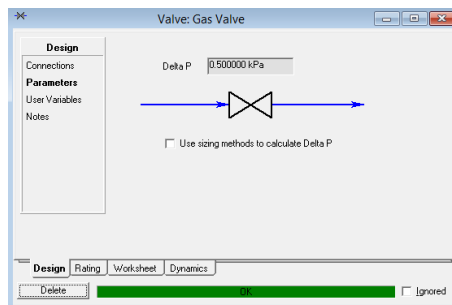 Valve: Gas Valve
Design
Connections
Parameters
User Variables
Notes
Delta P 0.500000 kPa
Use sizing methods to calculate Delta P
Design Rating Worksheet Dynamics
Delete OK Ignored